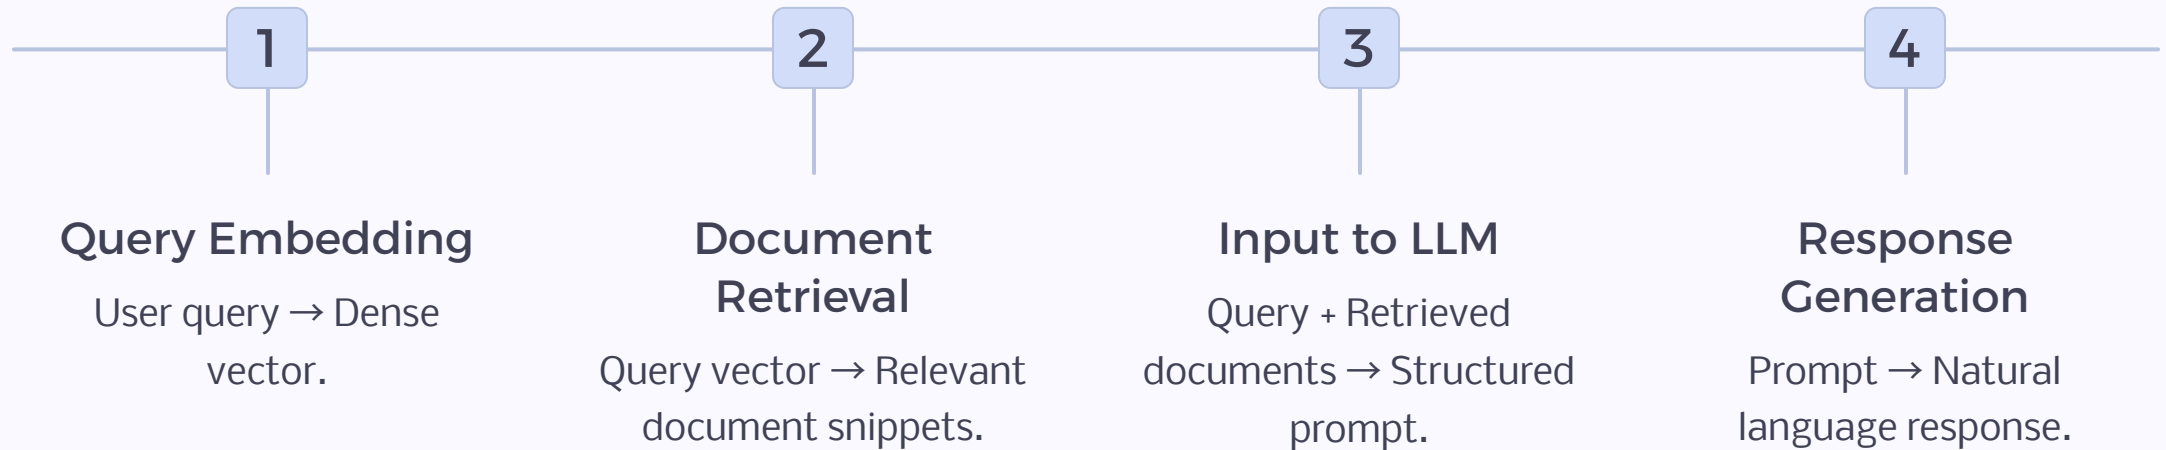 1
Query Embedding
User query → Dense
vector.
2
Document
Retrieval
Query vector → Relevant
document snippets.
3
Input to LLM
Query + Retrieved
documents → Structured
prompt.
4
Response
Generation
Prompt → Natural
language response.